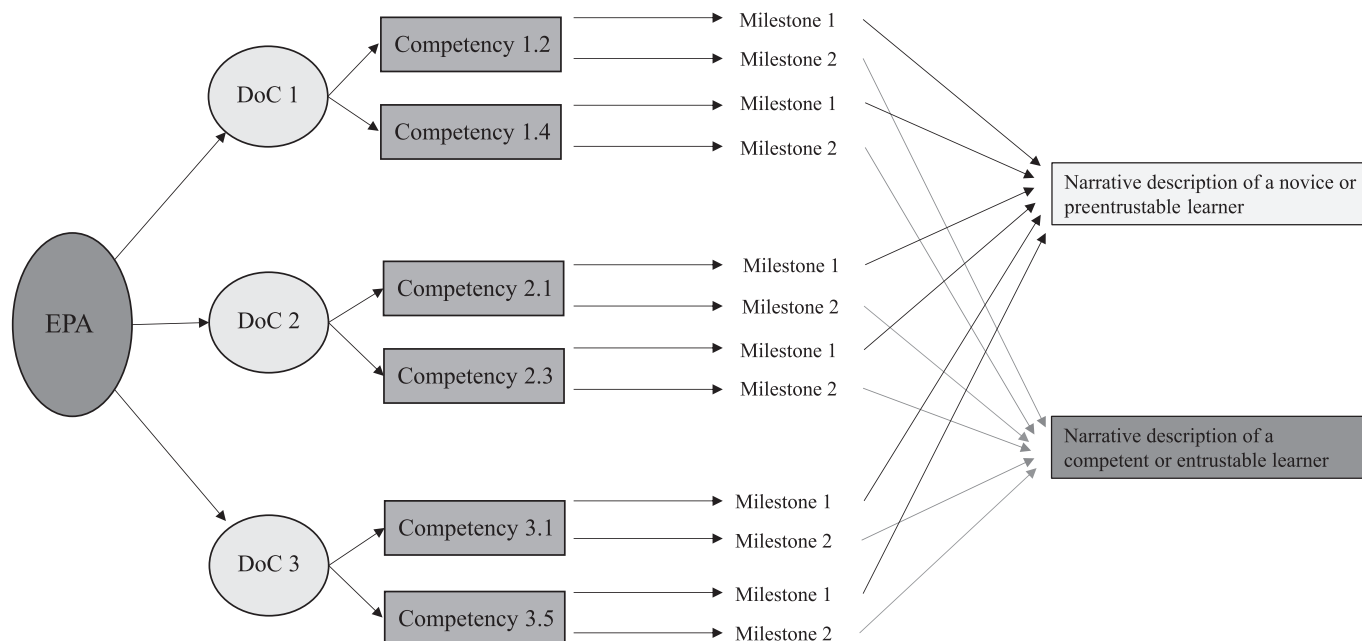 EPA
DoC 1
Competency 1.2
Milestone 1
Milestone 2
Competency 1.4
Milestone 1
Milestone 2
DoC 2
Competency 2.1
Milestone 1
Milestone 2
Competency 2.3
Milestone 1
Milestone 2
DoC 3
Competency 3.1
Milestone 1
Milestone 2
Competency 3.5
Milestone 1
Milestone 2
Narrative description of a novice or
preentrustable learner
Narrative description of a
competent or entrustable learner